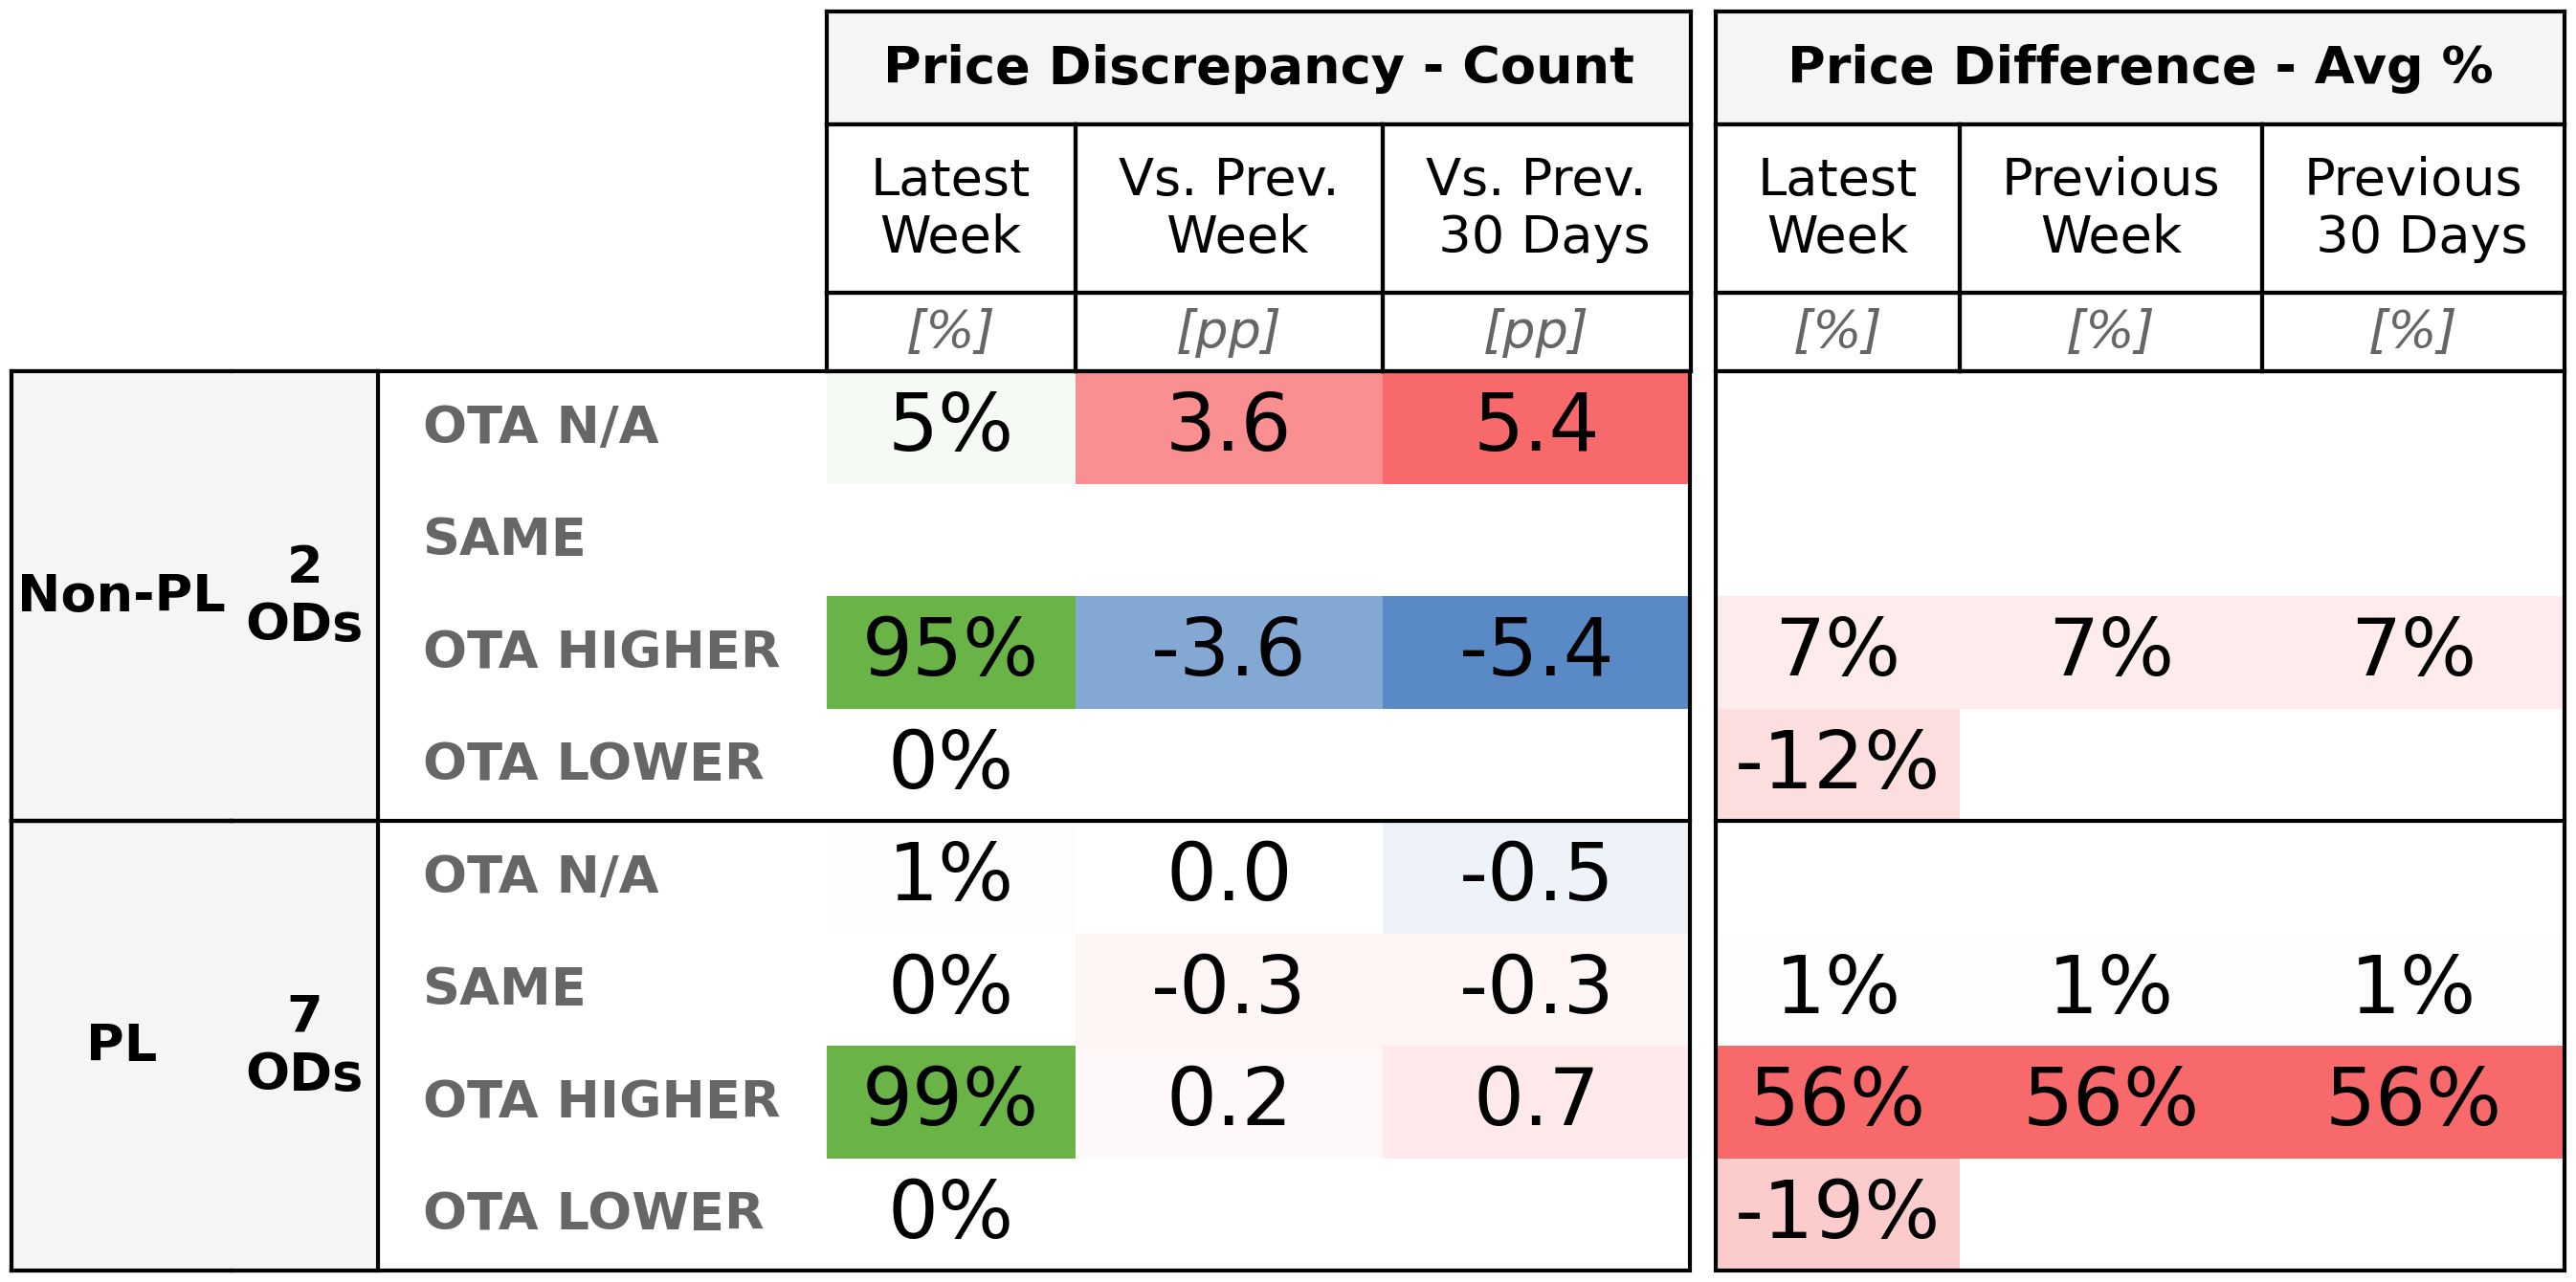 Price Discrepancy - Count Price Difference - Avg %
Latest Week Vs. Prev. Week Vs. Prev. 30 Days Latest Week Previous Week Previous 30 Days
[%] [pp] [pp] [%] [%] [%]
Non-PL 2 ODs
OTA N/A 5% 3.6 5.4
SAME
OTA HIGHER 95% -3.6 -5.4 7% 7% 7%
OTA LOWER 0% -12%
PL 7 ODs
OTA N/A 1% 0.0 -0.5
SAME 0% -0.3 -0.3 1% 1% 1%
OTA HIGHER 99% 0.2 0.7 56% 56% 56%
OTA LOWER 0% -19%